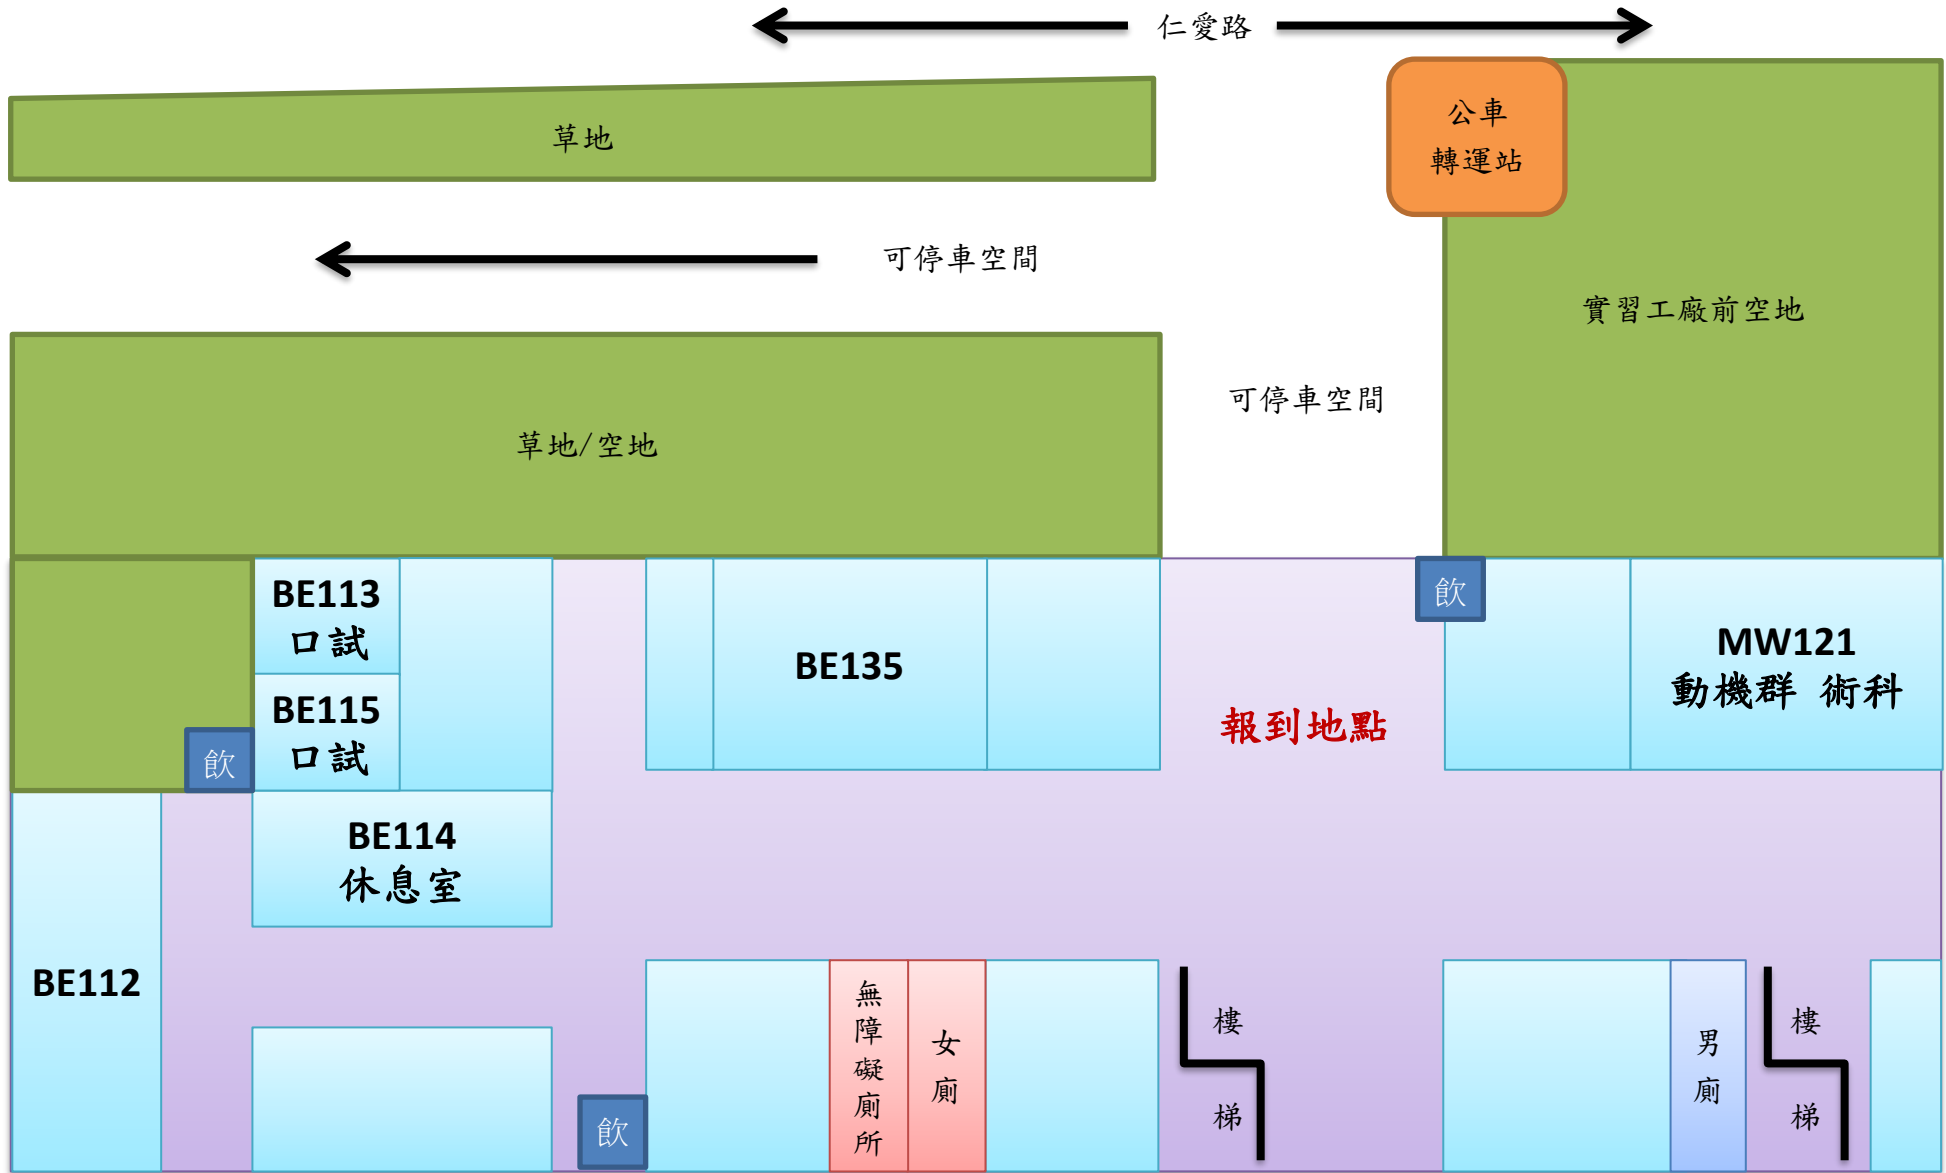 仁愛路
公車
轉運站
草地
可停車空間
實習工廠前空地
可停車空間
草地/空地
BE113
口試
BE115
口試
飲
BE114
休息室
BE112
BE135
報到地點
飲
MW121
動機群 術科
飲
無障礙廁所
女廁
樓梯
男廁
樓梯